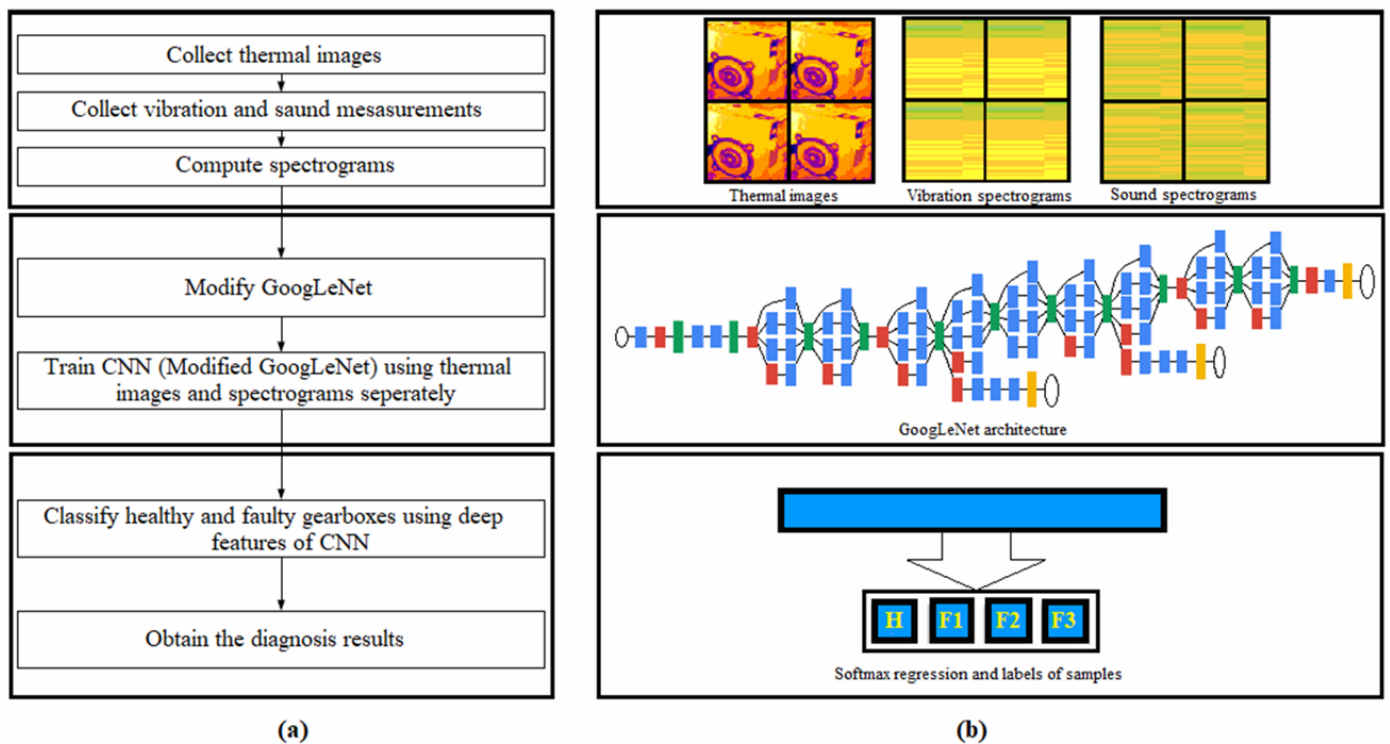 Collect thermal images
Collect vibration and saund mesasurements
Compute spectrograms
Modify GoogLeNet
Train CNN (Modified GoogLeNet) using thermal
images and spectrograms seperately
Classify healthy and faulty gearboxes using deep
features of CNN
Obtain the diagnosis results
(a)
Thermal images
Vibration spectrograms
Sound spectrograms
GoogLeNet architecture
H F1 F2 F3
Softmax regression and labels of samples
(b)